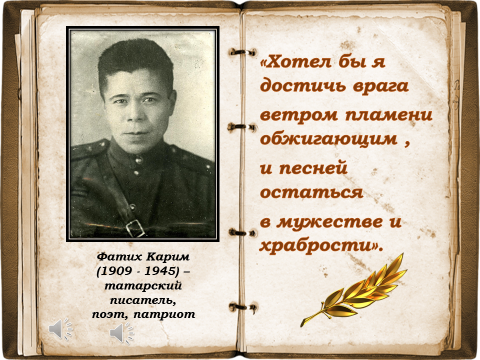 Фатих Карим
(1909 - 1945) –
татарский
писатель,
поэт, патриот
«Хотел бы я
достичь врага
ветром пламени
обжигающим ,
и песней
остаться
в мужестве и
храбрости».